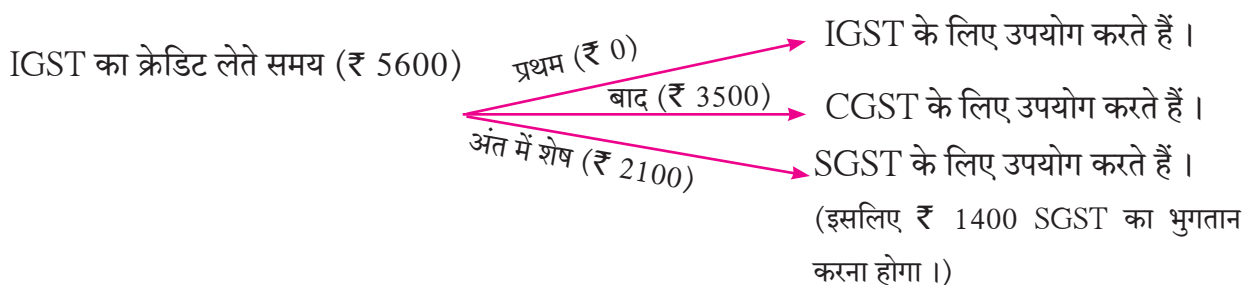 IGST का क्रेडिट लेते समय (₹ 5600)
प्रथम (₹ 0)
IGST के लिए उपयोग करते हैं ।
बाद (₹ 3500)
CGST के लिए उपयोग करते हैं ।
अंत में शेष (₹ 2100)
SGST के लिए उपयोग करते हैं ।
(इसलिए ₹ 1400 SGST का भुगतान
करना होगा ।)